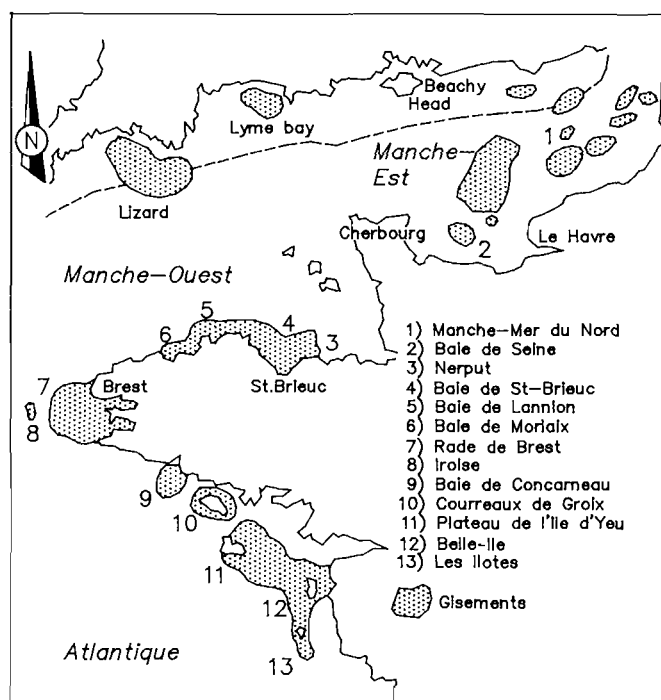 Beachy
Head
Lyme bay
N
1
Manche-
Est
Lizard
Cherbourg
2
Le Havre
Manche-Ouest
5
4
6
3
7
Brest
St.Brieuc
8
9
10
11
12
Atlantique
13
1) Manche-Mer du Nord
2) Baie de Seine
3) Nerput
4) Baie de St-Brieuc
5) Baie de Lannion
6) Baie de Morlaix
7) Rade de Brest
8) Iroise
9) Baie de Concarneau
10) Courreaux de Groix
11) Plateau de l'Ile d'Yeu
12) Belle-Ile
13) Les Ilotes
Gisements